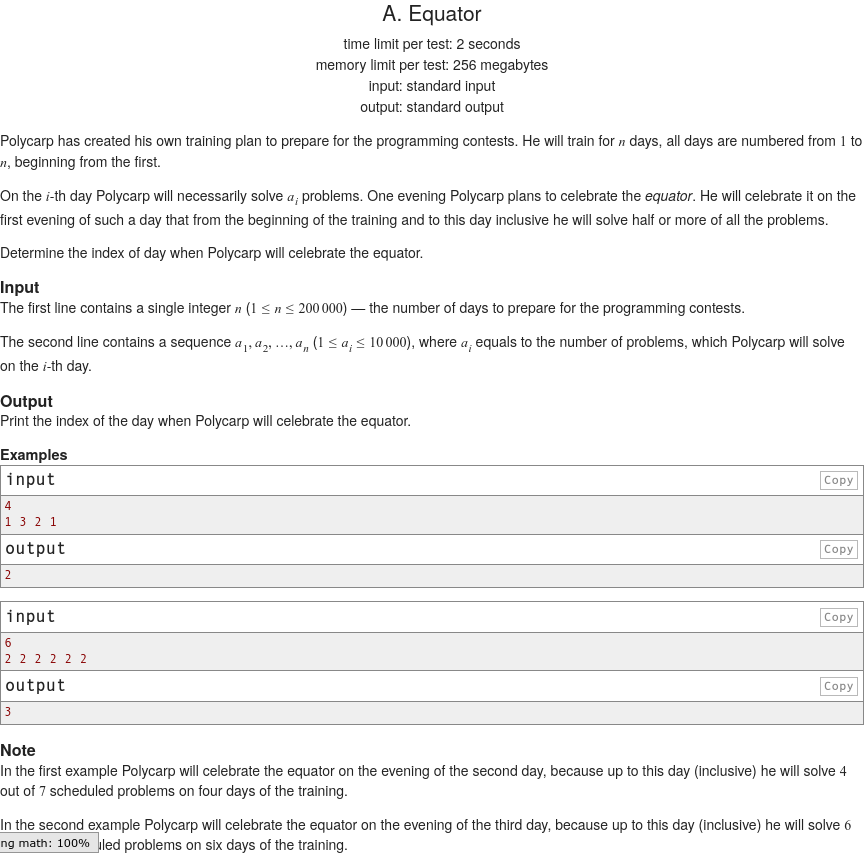 A. Equator
time limit per test: 2 seconds
memory limit per test: 256 megabytes
input: standard input
output: standard output
Polycarp has created his own training plan to prepare for the programming contests. He will train for n days, all days are numbered from 1 to
n, beginning from the first.
On the i-th day Polycarp will necessarily solve a_i problems. One evening Polycarp plans to celebrate the equator. He will celebrate it on the
first evening of such a day that from the beginning of the training and to this day inclusive he will solve half or more of all the problems.
Determine the index of day when Polycarp will celebrate the equator.
Input
The first line contains a single integer n (1 ≤ n ≤ 200 000) — the number of days to prepare for the programming contests.
The second line contains a sequence a_1, a_2, ..., a_n (1 ≤ a_i ≤ 10 000), where a_i equals to the number of problems, which Polycarp will solve
on the i-th day.
Output
Print the index of the day when Polycarp will celebrate the equator.
Examples
input Copy
4
1 3 2 1
output Copy
2
input Copy
6
2 2 2 2 2 2
output Copy
3
Note
In the first example Polycarp will celebrate the equator on the evening of the second day, because up to this day (inclusive) he will solve 4
out of 7 scheduled problems on four days of the training.
In the second example Polycarp will celebrate the equator on the evening of the third day, because up to this day (inclusive) he will solve 6
ng math: 100% uled problems on six days of the training.